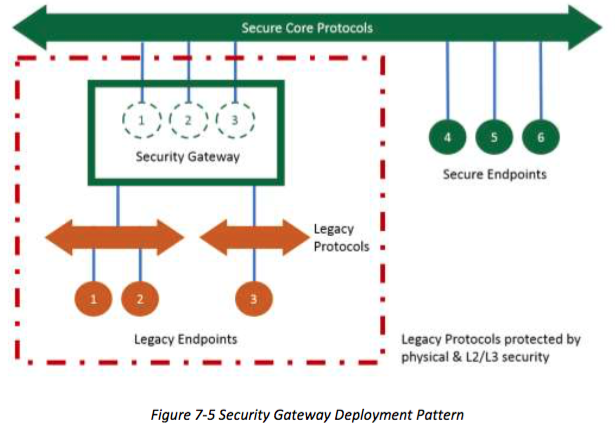 Secure Core Protocols
1 2 3
4 5 6
Security Gateway
Secure Endpoints
Legacy
Protocols
1 2 3
Legacy Endpoints
Legacy Protocols protected by
physical & L2/L3 security
Figure 7-5 Security Gateway Deployment Pattern